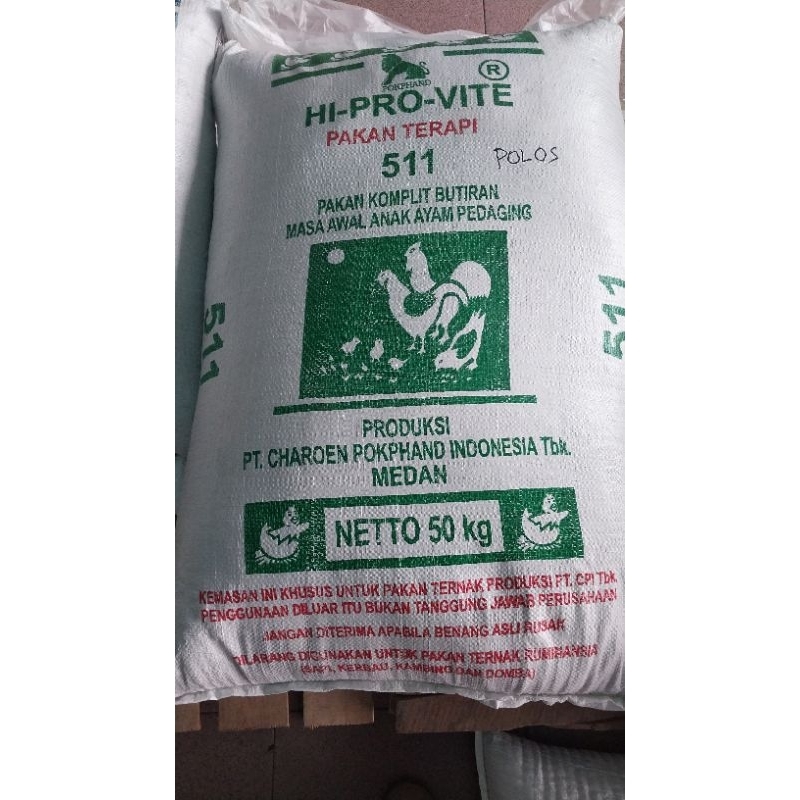 POKPHAND
®
HI-PRO-VITE
PAKAN TERAPI
511
POLOS
PAKAN KOMPLIT BUTIRAN
MASA AWAL ANAK AYAM PEDAGING
511
511
PRODUKSI
PT. CHAROEN POKPHAND INDONESIA Tbk.
MEDAN
NETTO 50 kg
KEMASAN INI KHUSUS UNTUK PAKAN TERNAK PRODUKSI PT. CPI Tbk.
PENGGUNAAN DILUAR ITU BUKAN TANGGUNG JAWAB PERUSAHAAN
JANGAN DITERIMA APABILA BENANG ASLI RUSAK
DILARANG DIGUNAKAN UNTUK PAKAN TERNAK RUMINANSIA
(SAPI, KERBAU, KAMBING DAN DOMBA)